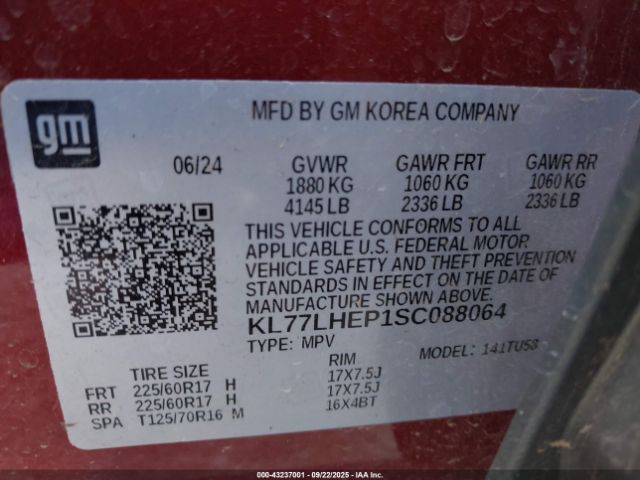 gm
MFD BY GM KOREA COMPANY
06/24 GVWR GAWR FRT GAWR RR
1880 KG 1060 KG 1060 KG
4145 LB 2336 LB 2336 LB
THIS VEHICLE CONFORMS TO ALL
APPLICABLE U.S. FEDERAL MOTOR
VEHICLE SAFETY AND THEFT PREVENTION
STANDARDS IN EFFECT ON THE DATE OF
MANUFACTURE SHOWN ABOVE.
KL77LHEP1SC088064
TYPE: MPV MODEL: 141TU58
TIRE SIZE RIM
FRT 225/60R17 H 17X7.5J
RR 225/60R17 H 17X7.5J
SPA T125/70R16 M 16X4BT
00-43237001 - 09/22/2025 - IAAI.COM